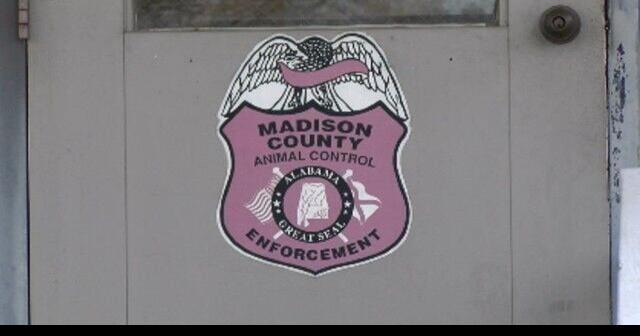 MADISON
COUNTY
ANIMAL CONTROL
ALABAMA
GREAT SEAL
ENFORCEMENT